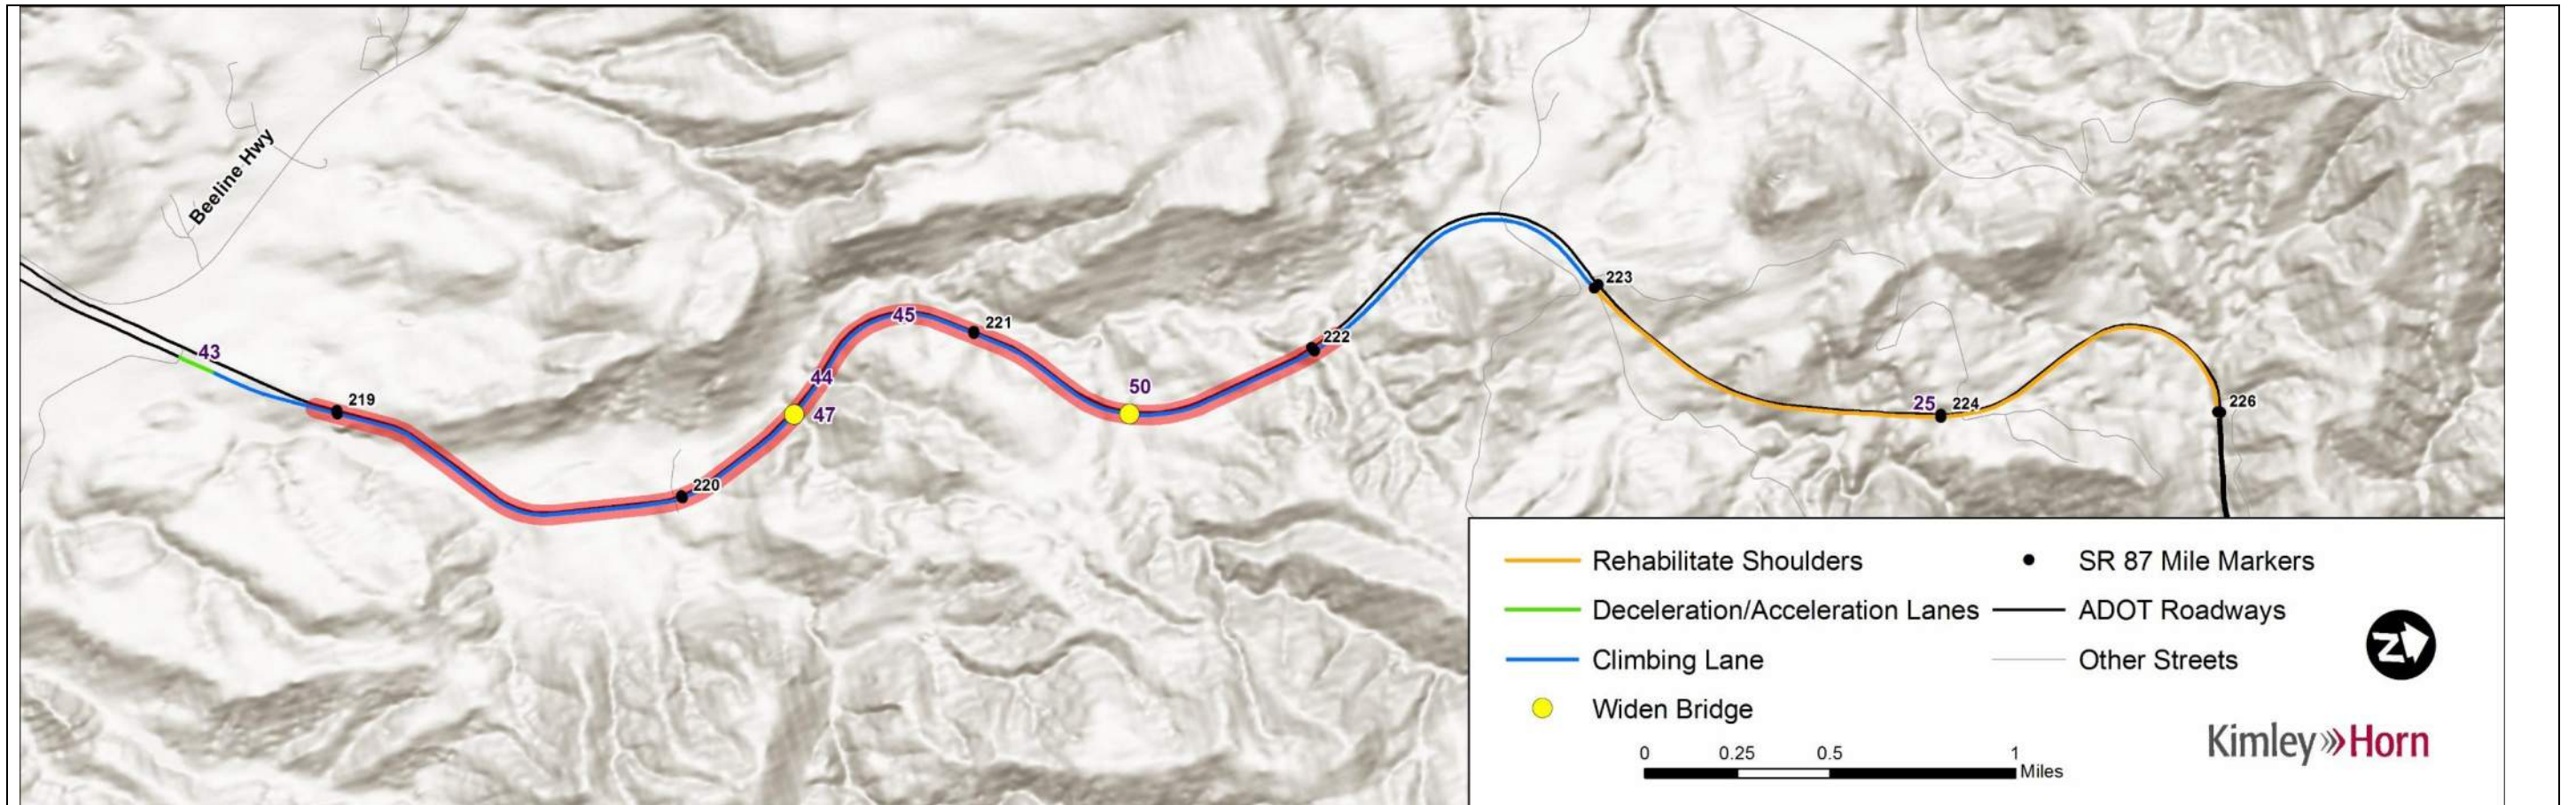 Beeline Hwy
43
219
220
44
47
45
221
50
222
223
25
224
226
Rehabilitate Shoulders
SR 87 Mile Markers
Deceleration/Acceleration Lanes
ADOT Roadways
Climbing Lane
Other Streets
Widen Bridge
Z
0 0.25 0.5 1
Miles
Kimley»Horn